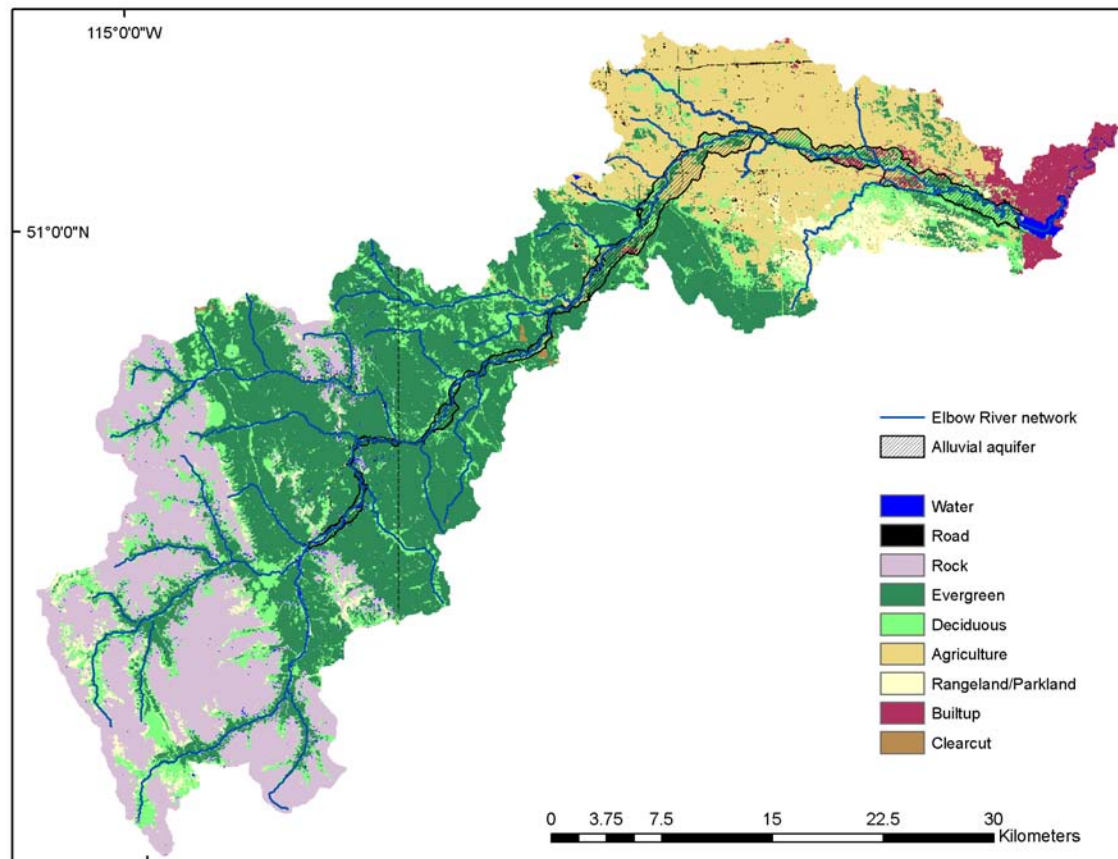 115°0'0"W
51°0'0"N
Elbow River network
Alluvial aquifer
Water
Road
Rock
Evergreen
Deciduous
Agriculture
Rangeland/Parkland
Builtup
Clearcut
0 3.75 7.5 15 22.5 30
Kilometers